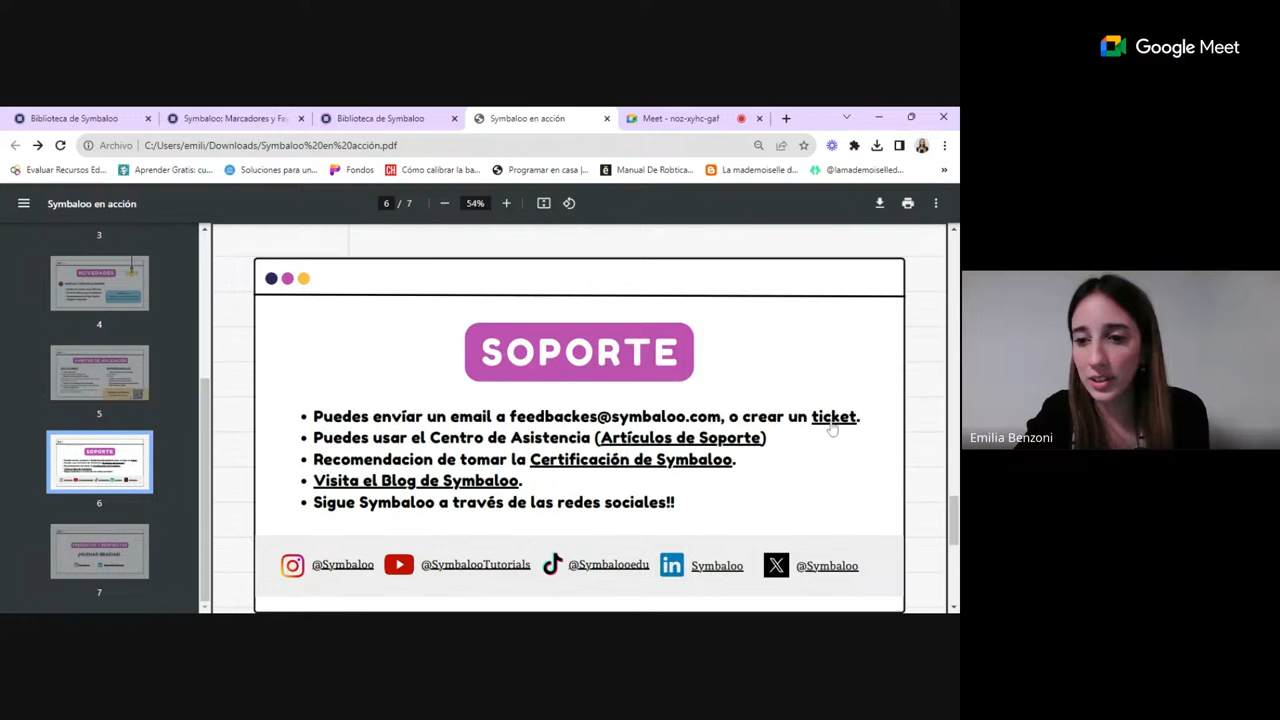 Google Meet
Biblioteca de Symbaloo
Symbaloo: Marcadores y Fa
Biblioteca de Symbaloo
Symbaloo en acción
Meet - noz-xyhc-gaf
Archivo
C:/Users/emili/Downloads/Symbaloo%20en%20acción.pdf
Evaluar Recursos Ed...
Aprender Gratis: cu...
Soluciones para un...
Fondos
Cómo calibrar la ba...
Programar en casa |...
Manual De Robtica...
La mademoiselle d...
@lamademoiselled...
»
Symbaloo en acción
6 / 7
54%
3
NOVEDADES
4
5
SOPORTE
6
7
SOPORTE
• Puedes envíar un email a feedbackes@symbaloo.com, o crear un ticket.
• Puedes usar el Centro de Asistencia (Artículos de Soporte)
• Recomendacion de tomar la Certificación de Symbaloo.
• Visita el Blog de Symbaloo.
• Sigue Symbaloo a través de las redes sociales!!
@Symbaloo
@SymbalooTutorials
@Symbalooedu
Symbaloo
@Symbaloo
Emilia Benzoni